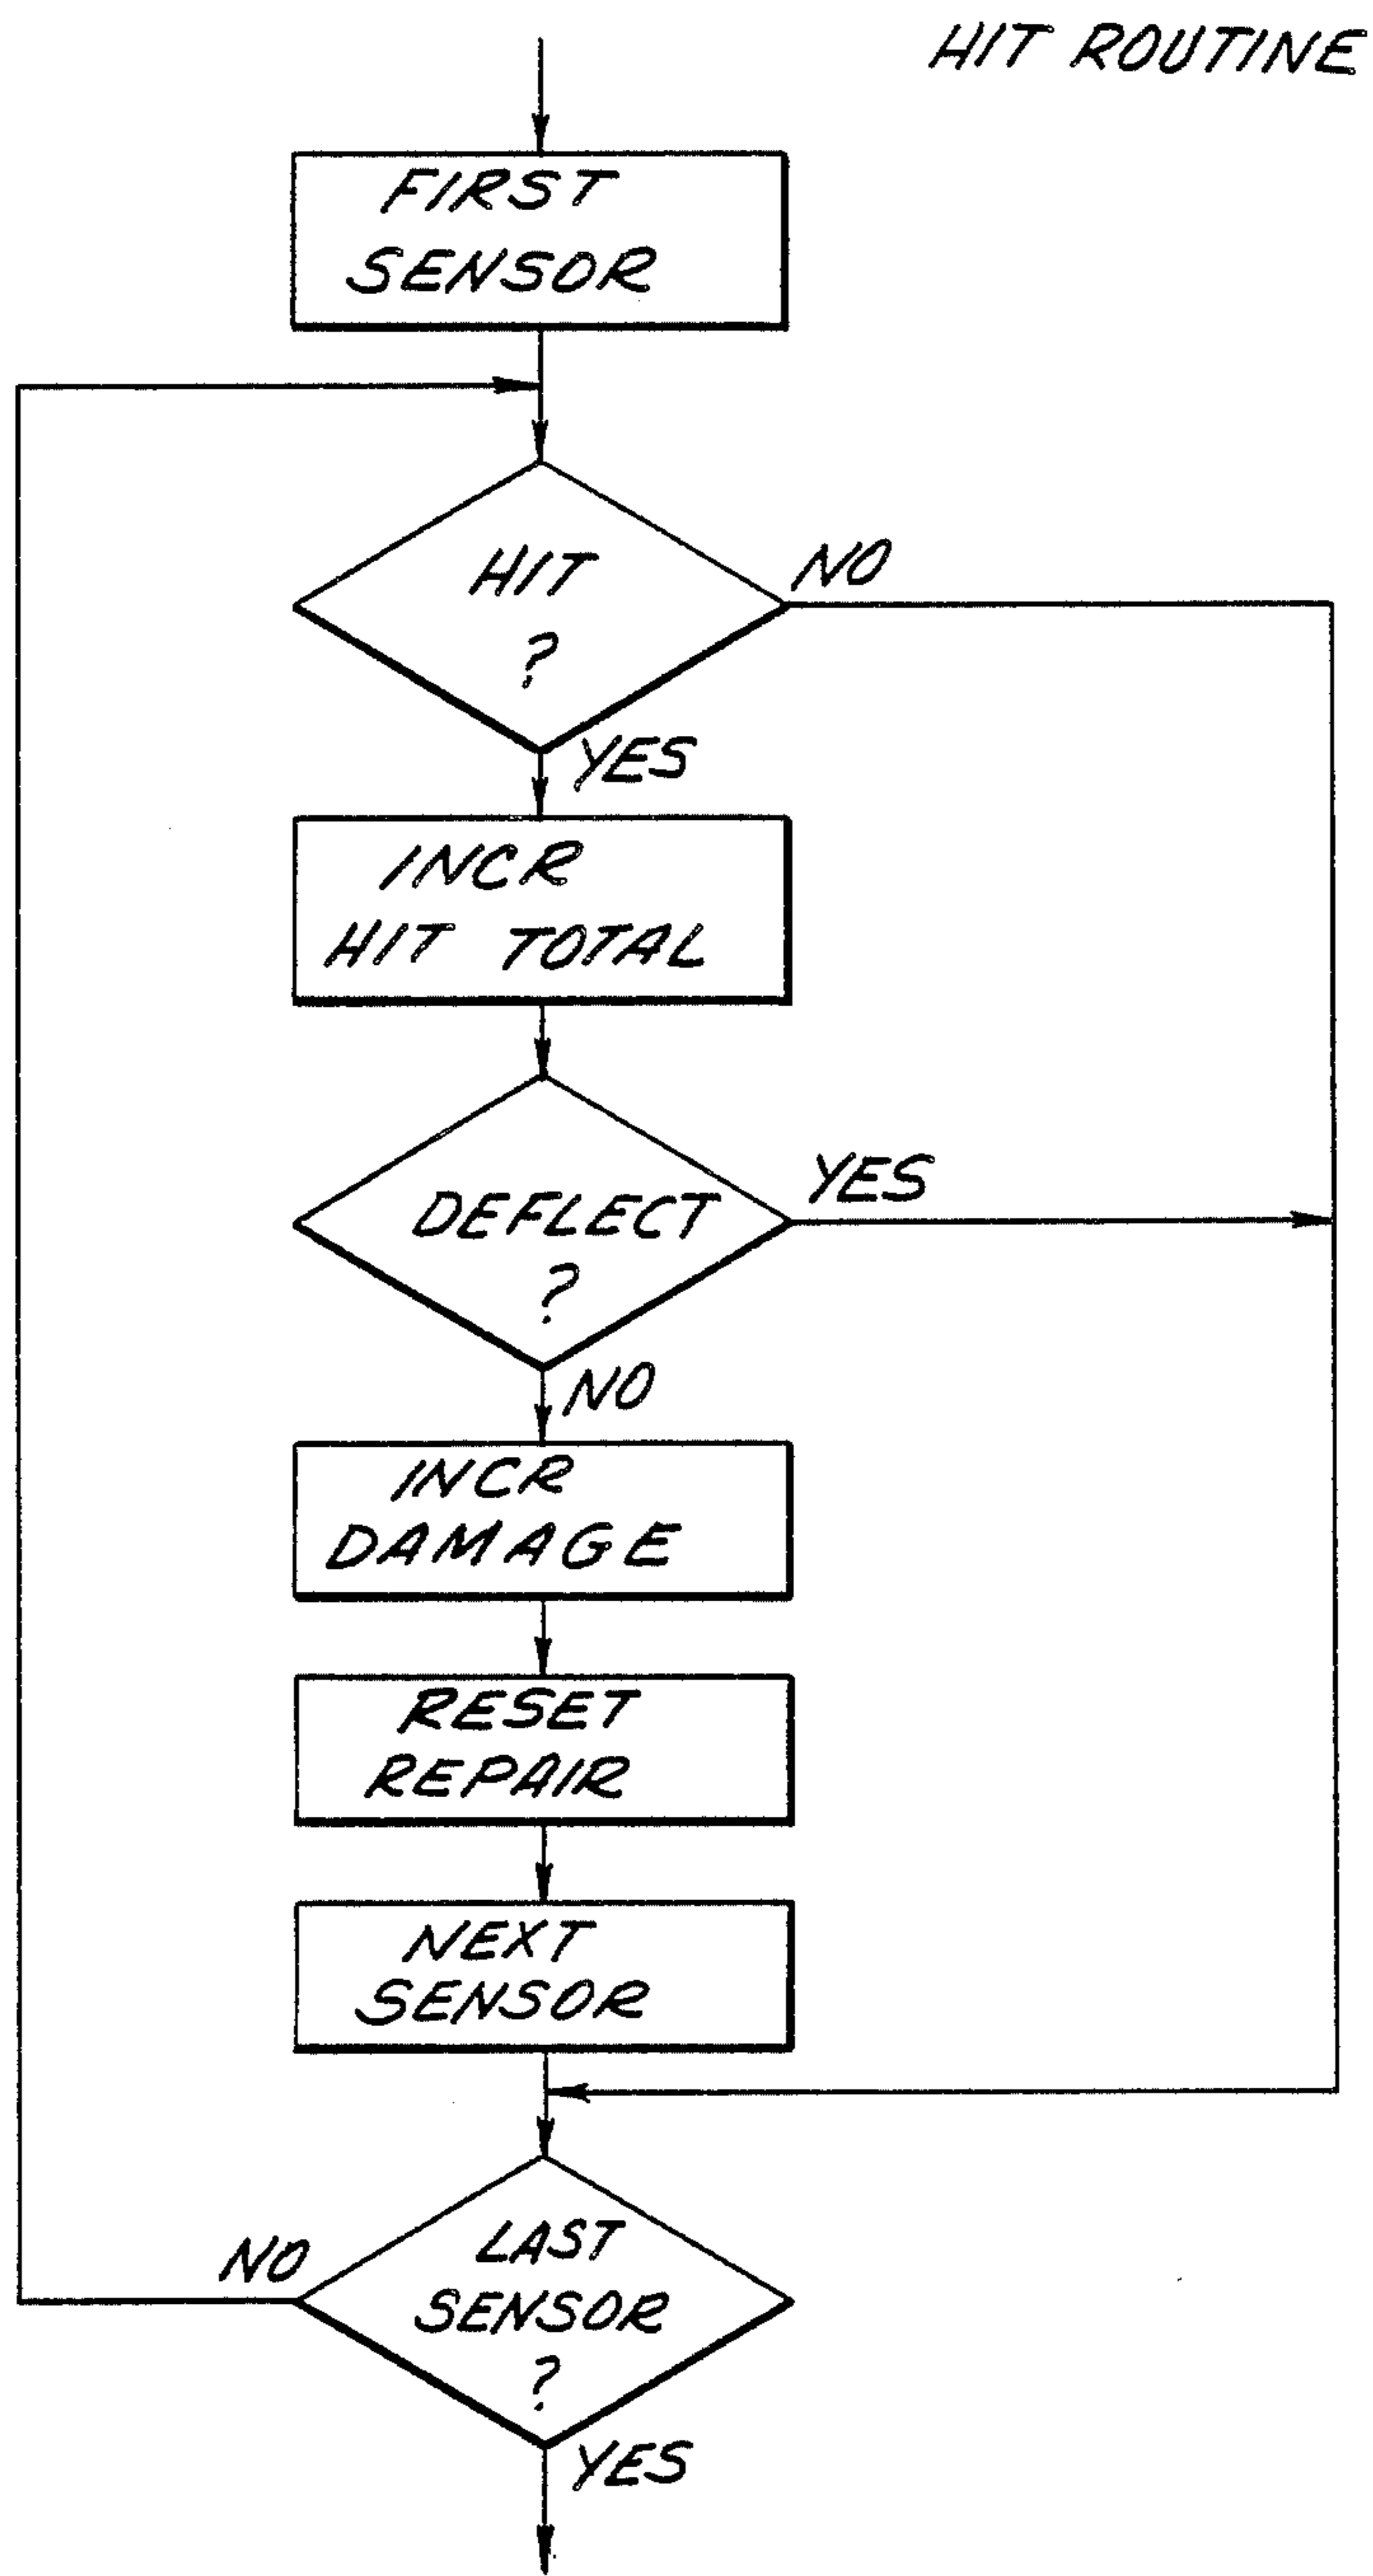 HIT ROUTINE
FIRST
SENSOR
HIT
?
NO
YES
INCR
HIT TOTAL
DEFLECT
?
YES
NO
INCR
DAMAGE
RESET
REPAIR
NEXT
SENSOR
LAST
SENSOR
?
NO
YES